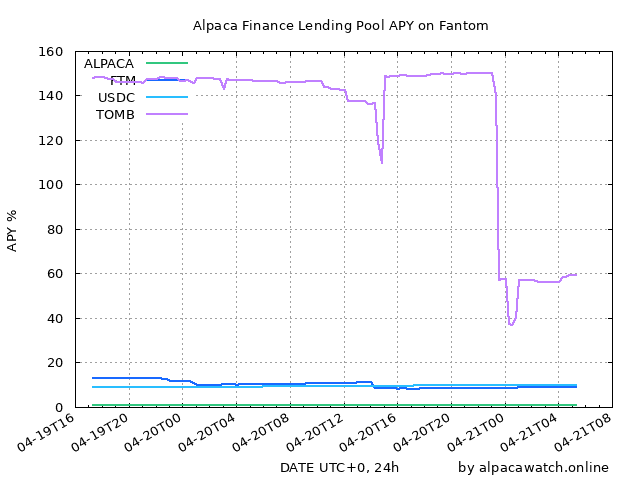 Alpaca Finance Lending Pool APY on Fantom
160
140
120
100
80
60
40
20
0
APY %
ALPACA
FTM
USDC
TOMB
04-19T16
04-19T20
04-20T00
04-20T04
04-20T08
04-20T12
04-20T16
04-20T20
04-21T00
04-21T04
04-21T08
DATE UTC+0, 24h
by alpacawatch.online